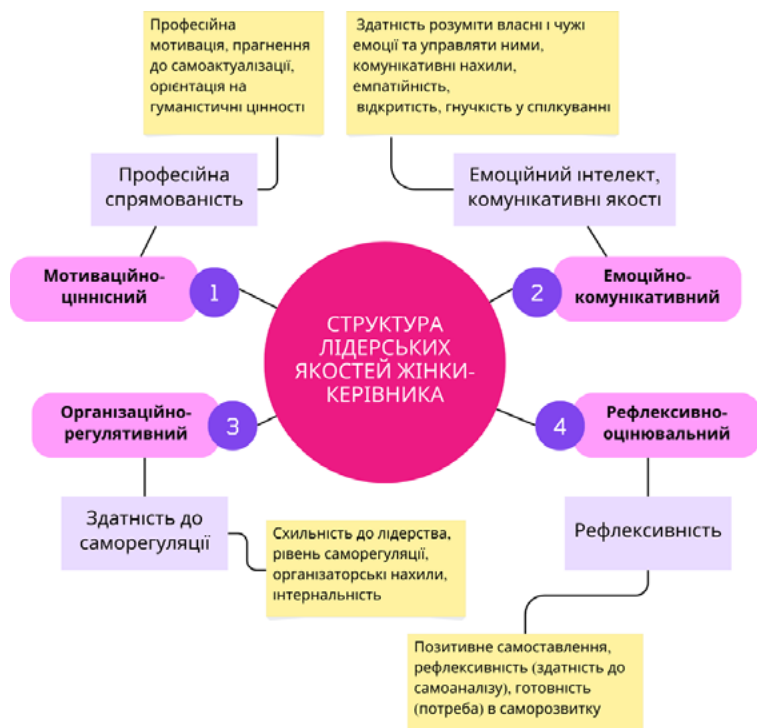 Професійна
мотивація, прагнення
до самоактуалізації,
орієнтація на
гуманістичні цінності
Здатність розуміти власні і чужі
емоції та управляти ними,
комунікативні нахили,
емпатійність,
відкритість, гнучкість у спілкуванні
Професійна
спрямованість
Емоційний інтелект,
комунікативні якості
Мотиваційно-
ціннісний
1
2
Емоційно-
комунікативний
СТРУКТУРА
ЛІДЕРСЬКИХ
ЯКОСТЕЙ ЖІНКИ-
КЕРІВНИКА
Організаційно-
регулятивний
3
4
Рефлексивно-
оцінювальний
Здатність до
саморегуляції
Схильність до лідерства,
рівень саморегуляції,
організаторські нахили,
інтернальність
Рефлексивність
Позитивне самоставлення,
рефлексивність (здатність до
самоаналізу), готовність
(потреба) в саморозвитку